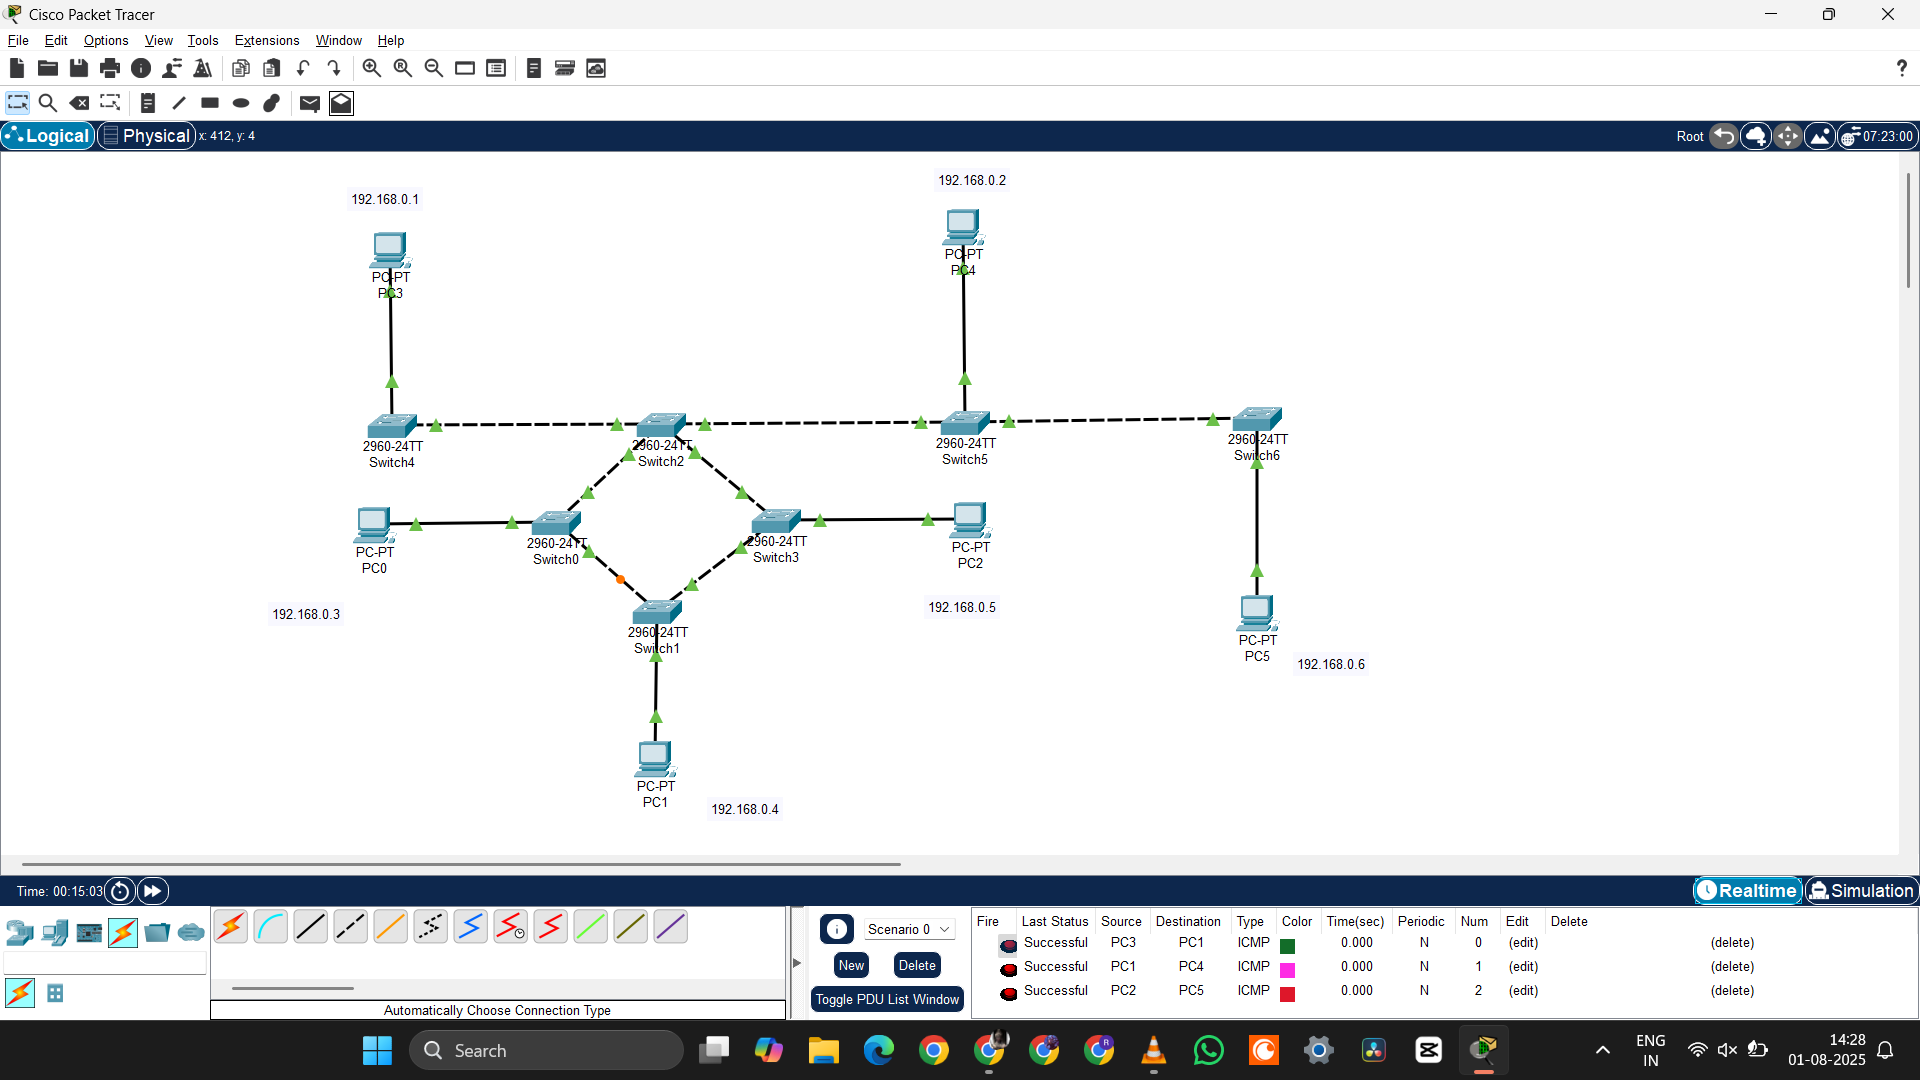 Cisco Packet Tracer
File Edit Options View Tools Extensions Window Help
?
Logical Physical x: 412, y: 4 Root 07:23:00
192.168.0.1
192.168.0.2
PC-PT
PC3
PC-PT
PC4
2960-24TT
Switch4
2960-24TT
Switch2
2960-24TT
Switch5
2960-24TT
Switch6
PC-PT
PC0
2960-24TT
Switch0
2960-24TT
Switch3
PC-PT
PC2
192.168.0.3
192.168.0.5
2960-24TT
Switch1
PC-PT
PC5
192.168.0.6
PC-PT
PC1
192.168.0.4
Time: 00:15:03 Realtime Simulation
Scenario 0
New Delete
Toggle PDU List Window
Automatically Choose Connection Type
Fire Last Status Source Destination Type Color Time(sec) Periodic Num Edit Delete
Successful PC3 PC1 ICMP 0.000 N 0 (edit) (delete)
Successful PC1 PC4 ICMP 0.000 N 1 (edit) (delete)
Successful PC2 PC5 ICMP 0.000 N 2 (edit) (delete)
Search
ENG
IN
14:28
01-08-2025